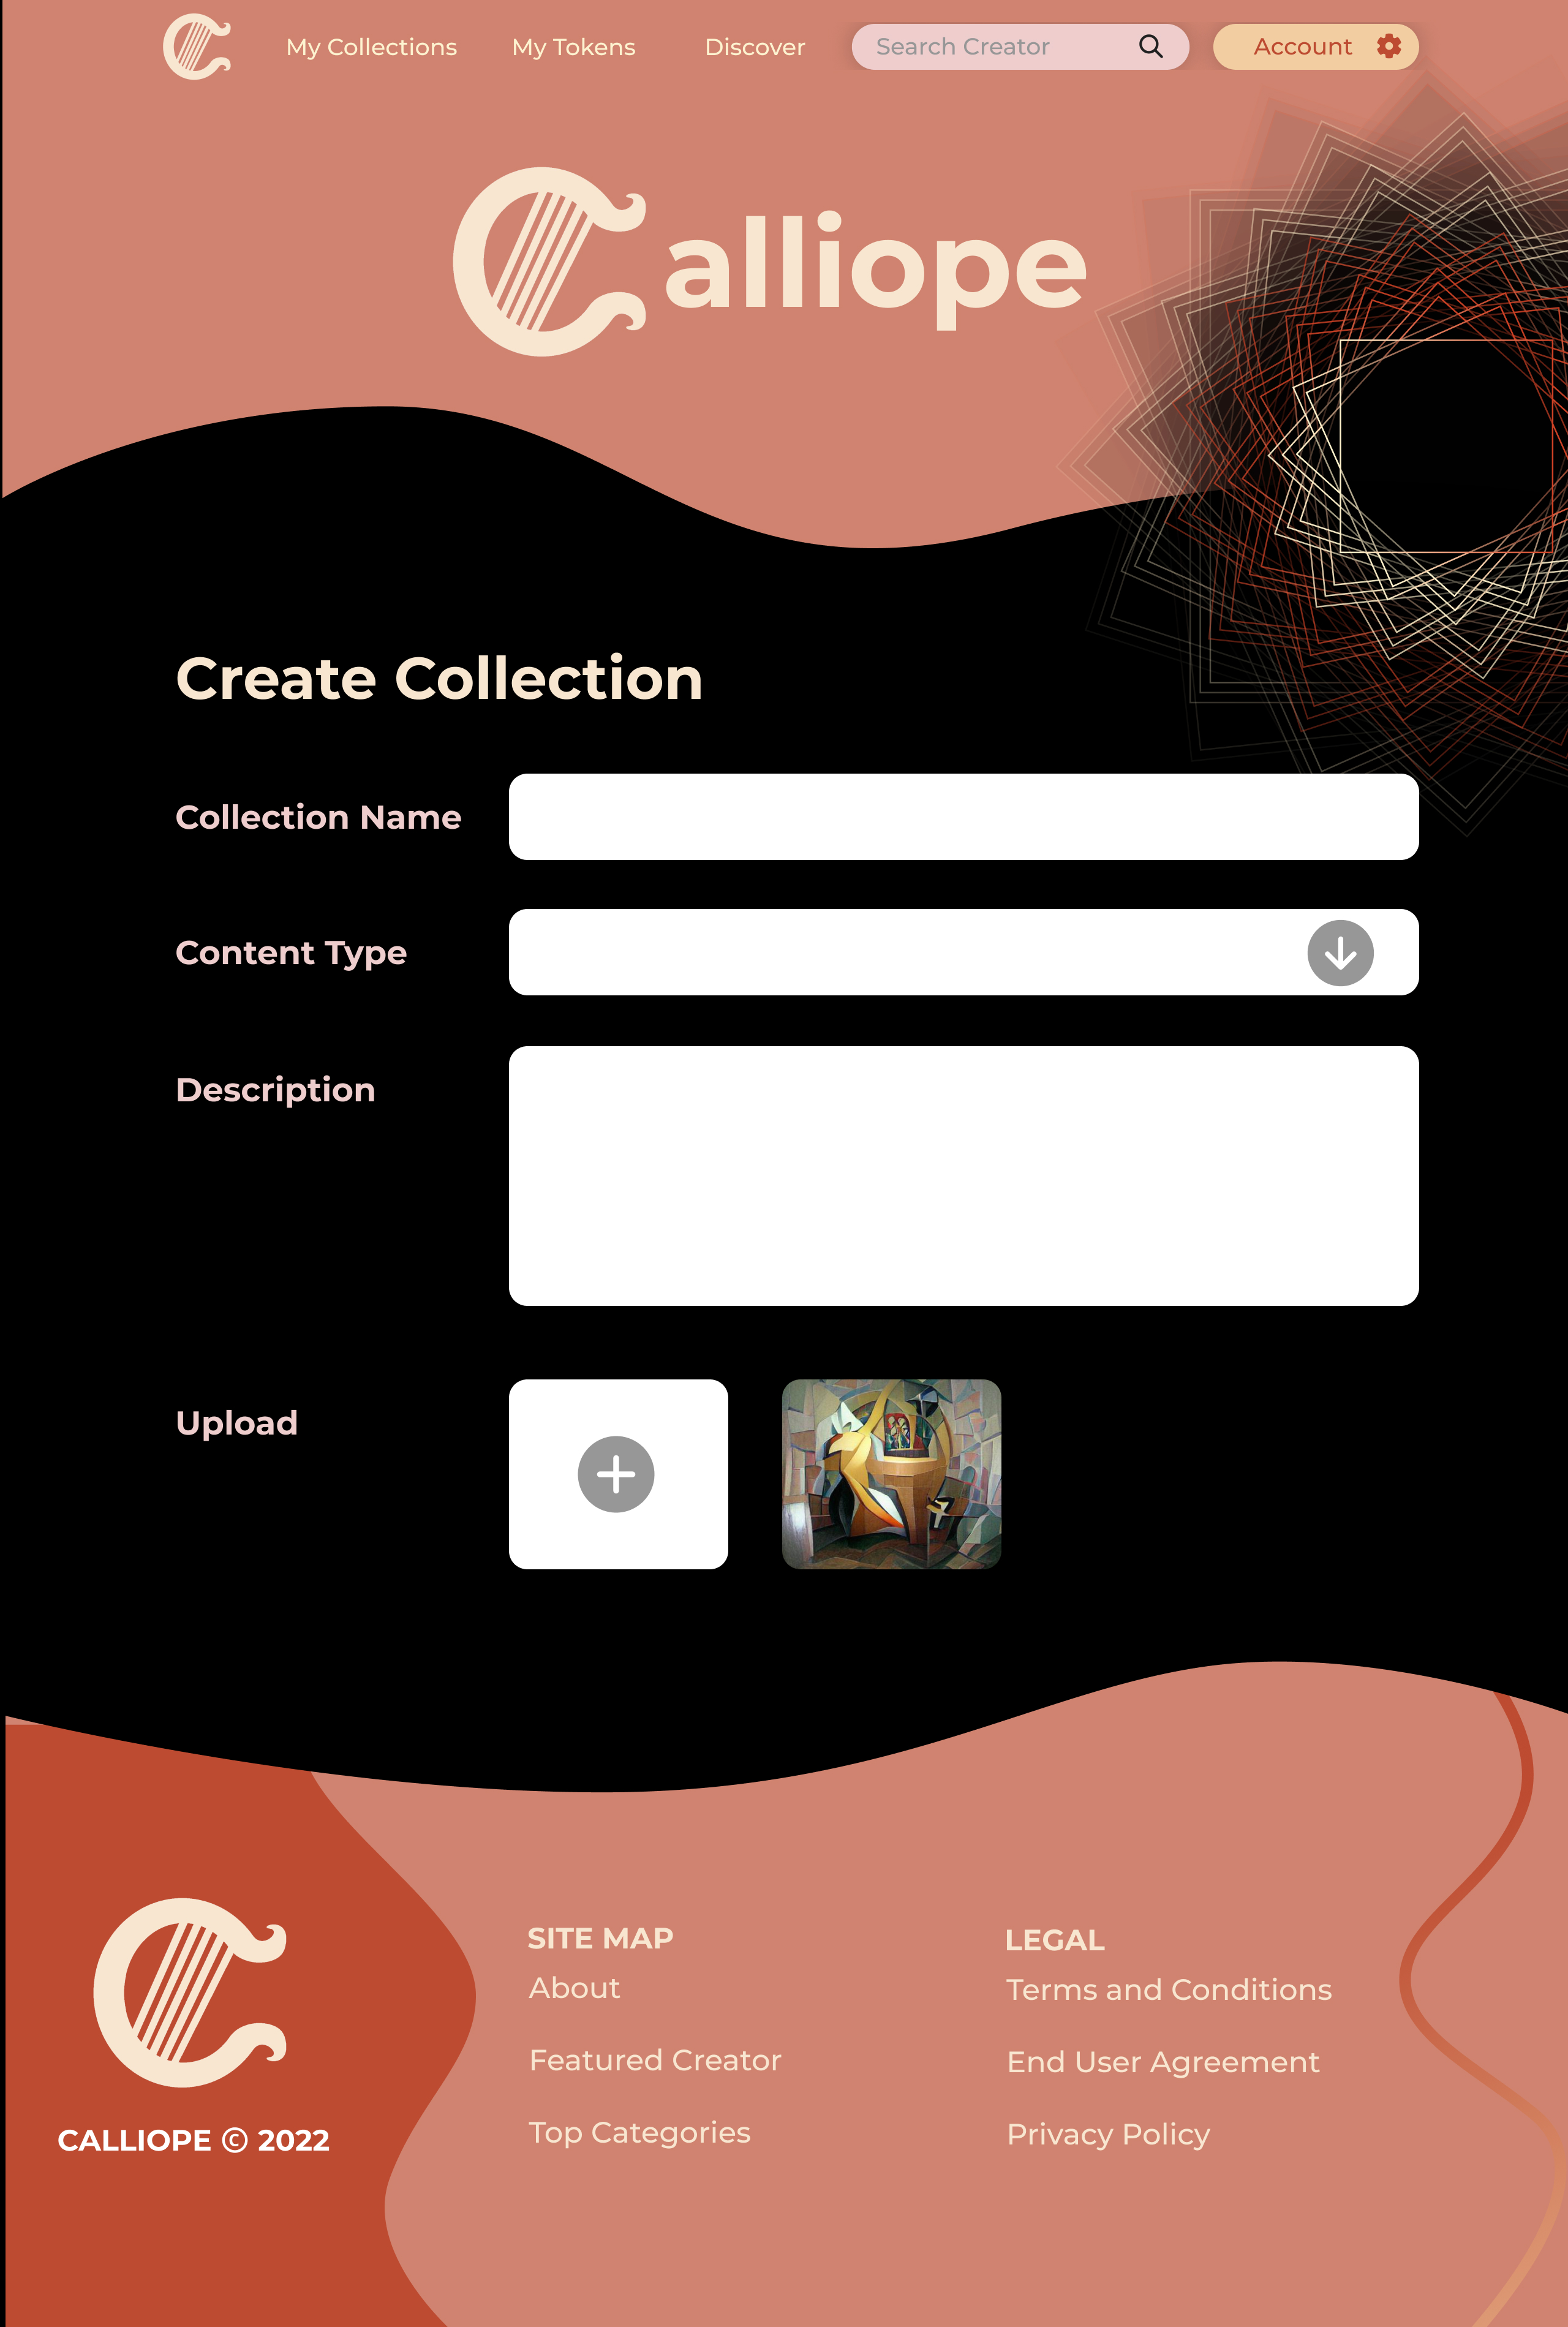 My Collections My Tokens Discover Search Creator Account
Calliope
Create Collection
Collection Name
Content Type
Description
Upload
SITE MAP
About
Featured Creator
Top Categories
LEGAL
Terms and Conditions
End User Agreement
Privacy Policy
CALLIOPE © 2022